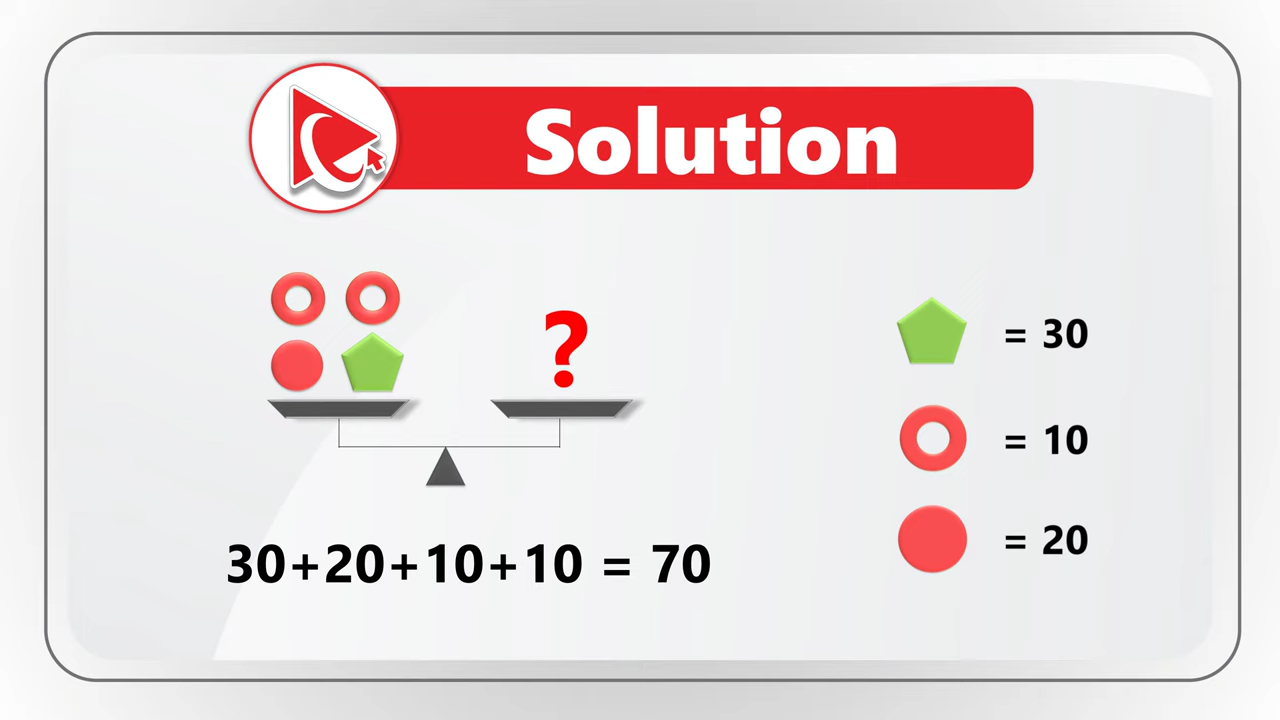 Solution
?
= 30
= 10
= 20
30+20+10+10 = 70